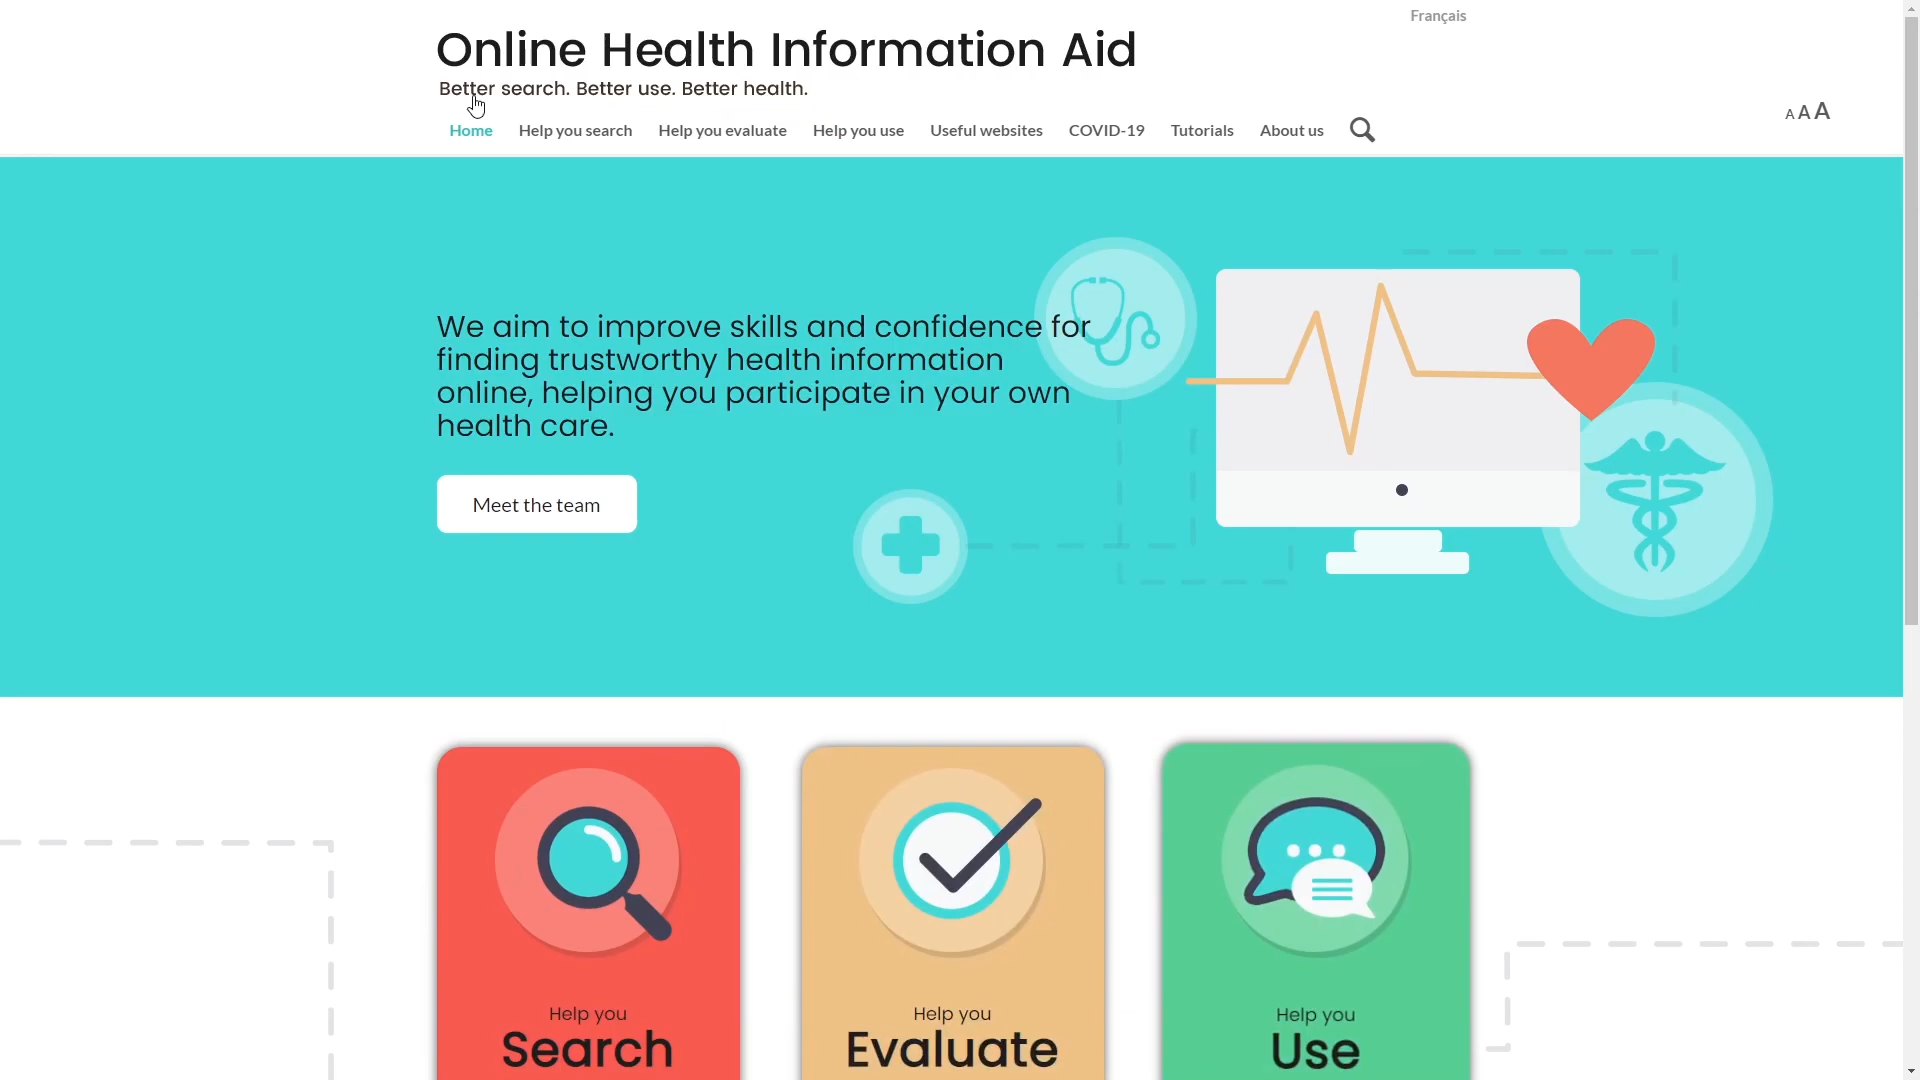 Français
Online Health Information Aid
Better search. Better use. Better health.
A A A
Home Help you search Help you evaluate Help you use Useful websites COVID-19 Tutorials About us
We aim to improve skills and confidence for
finding trustworthy health information
online, helping you participate in your own
health care.
Meet the team
Help you
Search
Help you
Evaluate
Help you
Use